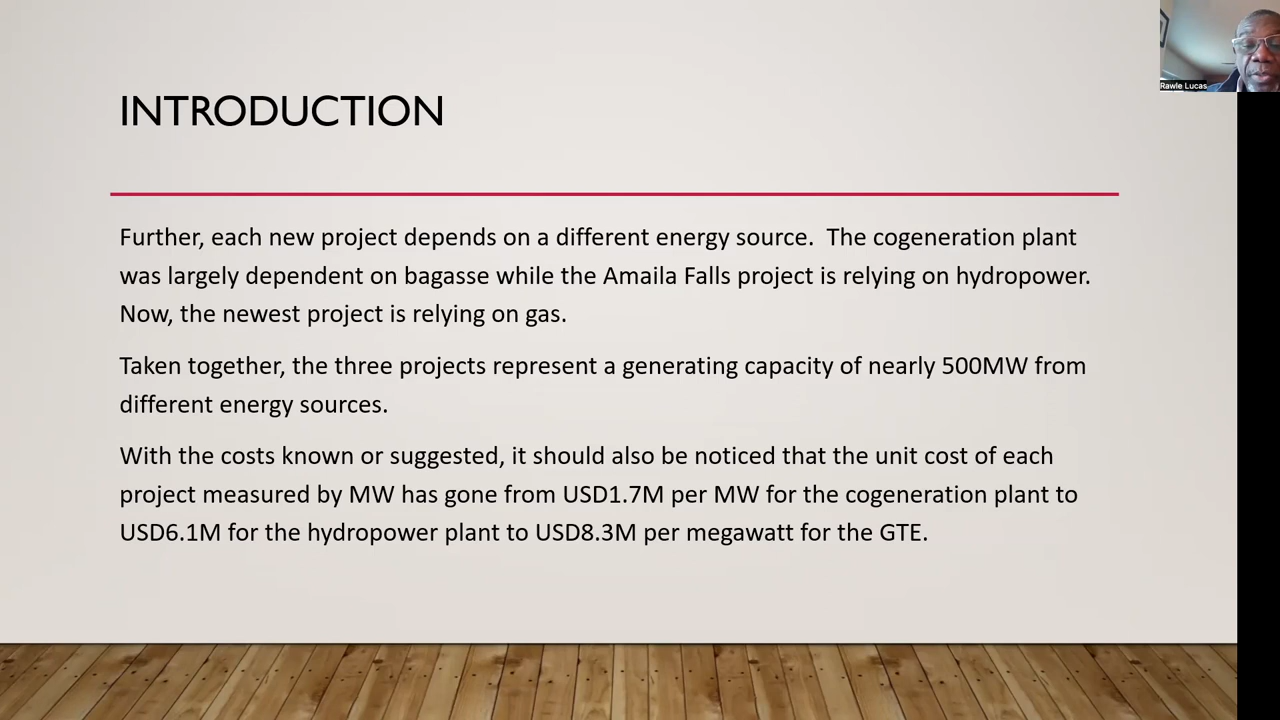 INTRODUCTION
Rawle Lucas
Further, each new project depends on a different energy source.  The cogeneration plant
was largely dependent on bagasse while the Amaila Falls project is relying on hydropower.
Now, the newest project is relying on gas.
Taken together, the three projects represent a generating capacity of nearly 500MW from
different energy sources.
With the costs known or suggested, it should also be noticed that the unit cost of each
project measured by MW has gone from USD1.7M per MW for the cogeneration plant to
USD6.1M for the hydropower plant to USD8.3M per megawatt for the GTE.